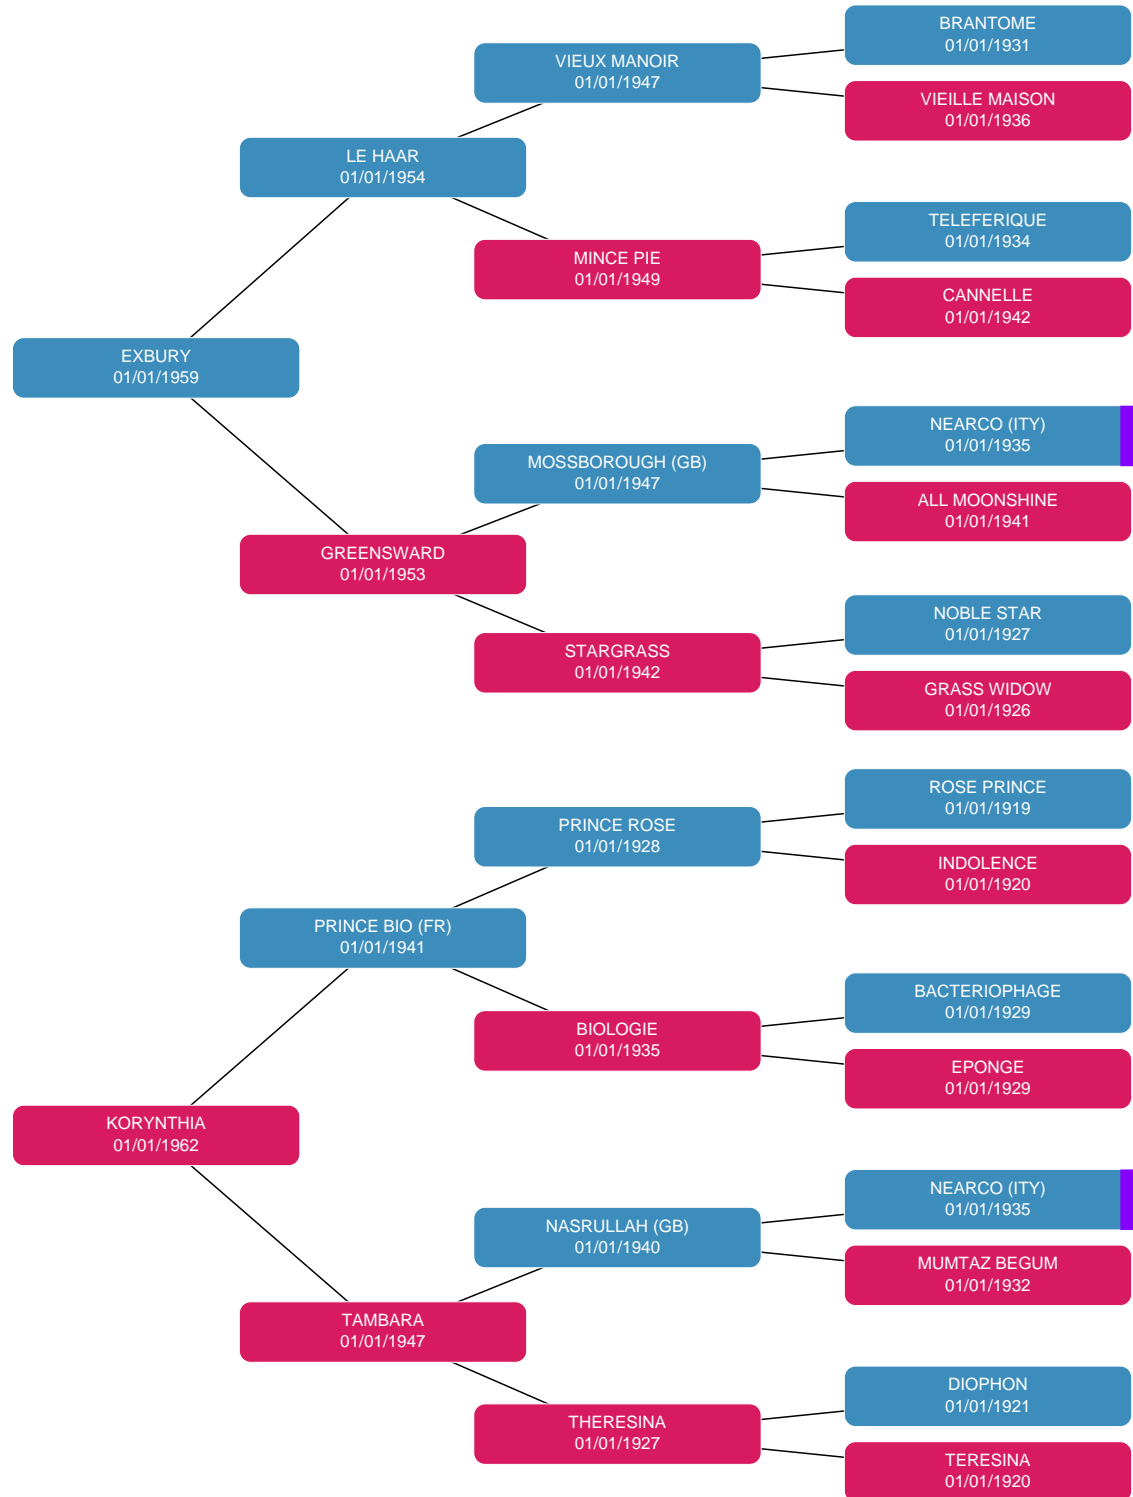 BRANTOME
01/01/1931
VIEUX MANOIR
01/01/1947
VIEILLE MAISON
01/01/1936
LE HAAR
01/01/1954
TELEFERIQUE
01/01/1934
MINCE PIE
01/01/1949
CANNELLE
01/01/1942
EXBURY
01/01/1959
NEARCO (ITY)
01/01/1935
MOSSBOROUGH (GB)
01/01/1947
ALL MOONSHINE
01/01/1941
GREENSWARD
01/01/1953
NOBLE STAR
01/01/1927
STARGRASS
01/01/1942
GRASS WIDOW
01/01/1926
ROSE PRINCE
01/01/1919
PRINCE ROSE
01/01/1928
INDOLENCE
01/01/1920
PRINCE BIO (FR)
01/01/1941
BACTERIOPHAGE
01/01/1929
BIOLOGIE
01/01/1935
EPONGE
01/01/1929
KORYNTHIA
01/01/1962
NEARCO (ITY)
01/01/1935
NASRULLAH (GB)
01/01/1940
MUMTAZ BEGUM
01/01/1932
TAMBARA
01/01/1947
DIOPHON
01/01/1921
THERESINA
01/01/1927
TERESINA
01/01/1920